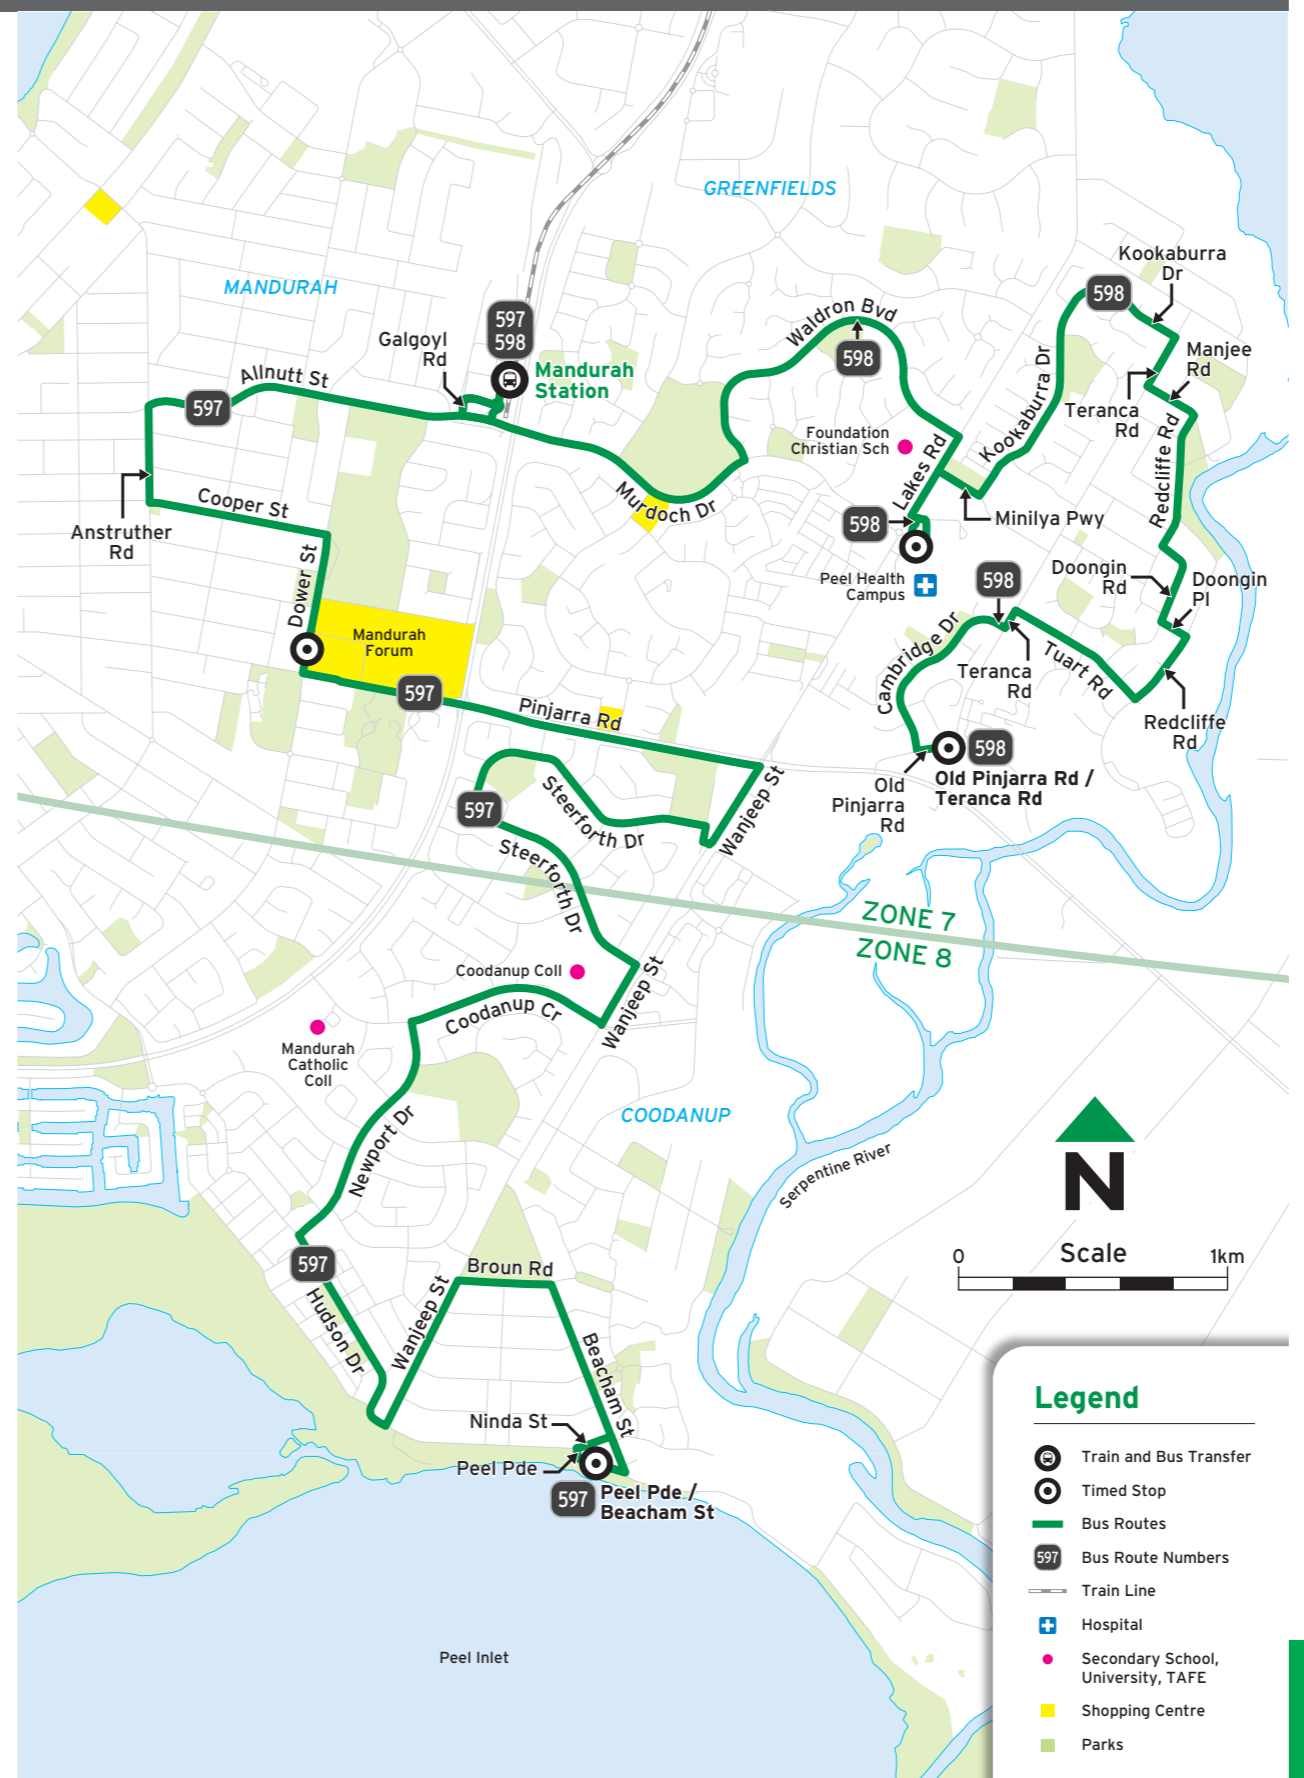 GREENFIELDS
Kookaburra
Dr
598
MANDURAH
597
598
Galgoyl
Rd
Mandurah
Station
Waldron Bvd
598
Manjee
Rd
Allnutt St
597
Teranca
Rd
Kookaburra Dr
Redcliffe Rd
Foundation
Christian Sch
Lakes Rd
Murdoch Dr
Cooper St
Anstruther
Rd
598
Minilya Pwy
Peel Health
Campus
598
Doongin
Rd
Doongin
Pl
Dower St
Mandurah
Forum
597
Cambridge Dr
Teranca
Rd
Tuart Rd
Redcliffe
Rd
Pinjarra Rd
598
Old Pinjarra Rd /
Teranca Rd
Old
Pinjarra
Rd
Wanjeep St
Steerforth Dr
597
Steerforth Dr
ZONE 7
ZONE 8
Coodanup Coll
Wanjeep St
Coodanup Cr
Mandurah
Catholic
Coll
COODANUP
Newport Dr
Serpentine River
N
0
Scale
1km
597
Hudson Dr
Wanjeep St
Broun Rd
Beacham St
Ninda St
Peel Pde
597
Peel Pde /
Beacham St
Peel Inlet
Legend
Train and Bus Transfer
Timed Stop
Bus Routes
597
Bus Route Numbers
Train Line
Hospital
Secondary School,
University, TAFE
Shopping Centre
Parks